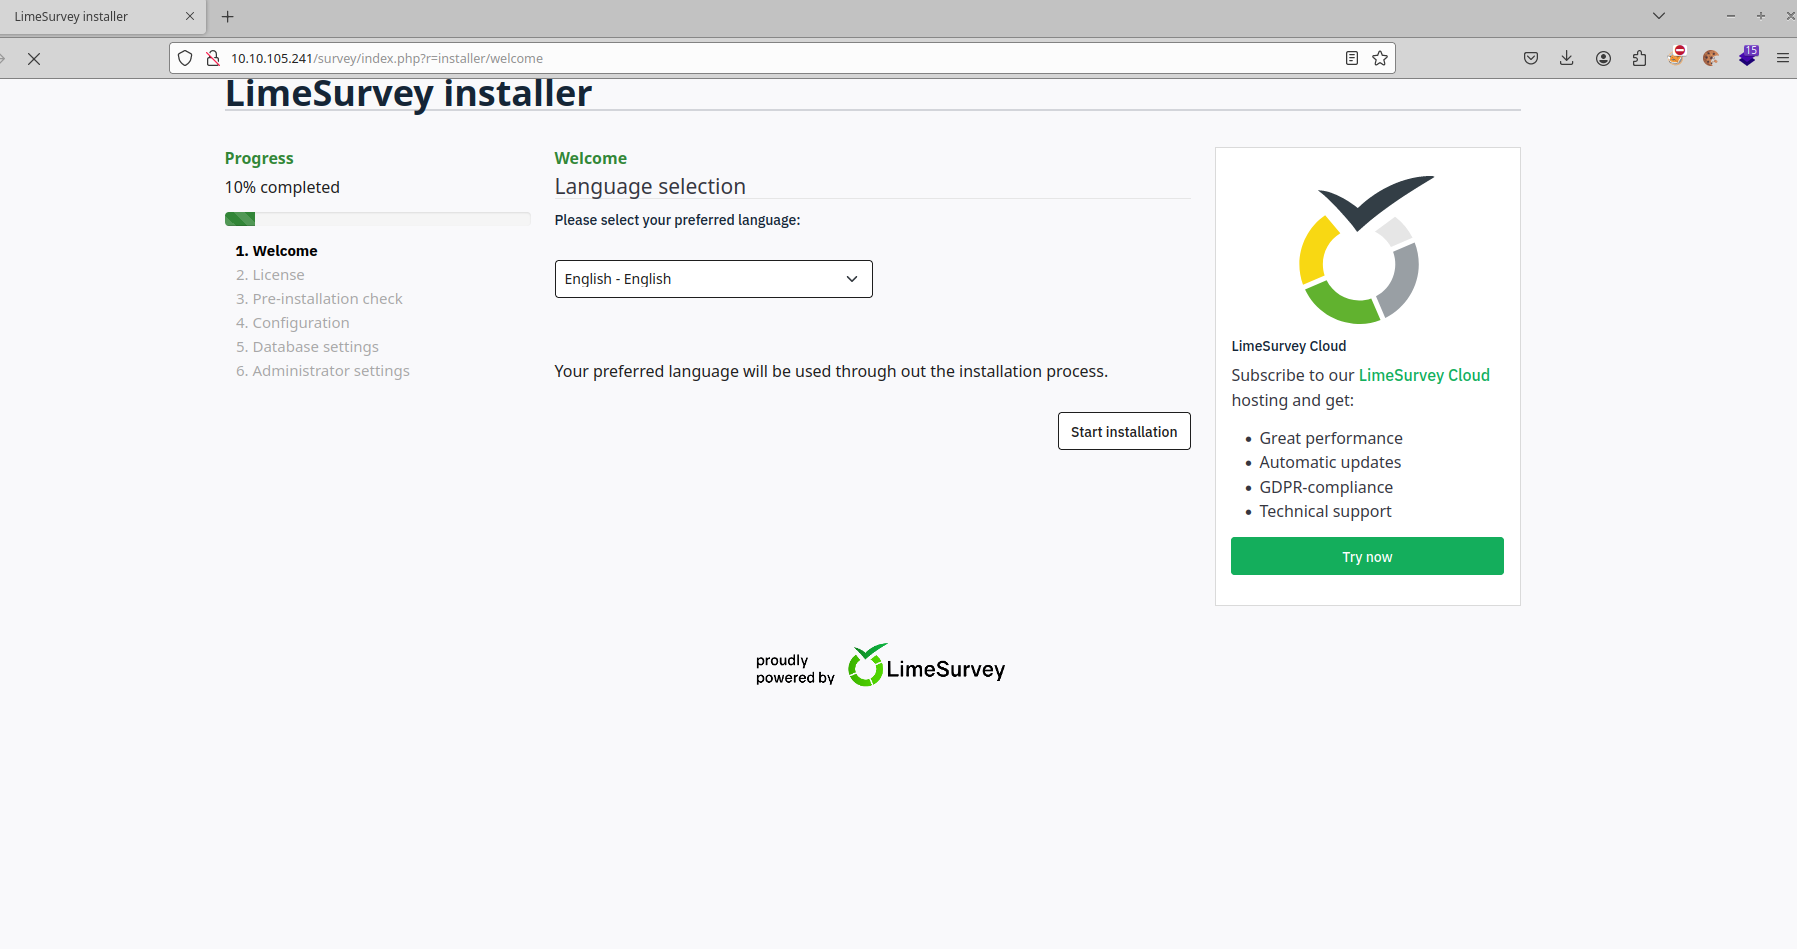 LimeSurvey installer
10.10.105.241/survey/index.php?r=installer/welcome
15
LimeSurvey installer
Progress
10% completed
1. Welcome
2. License
3. Pre-installation check
4. Configuration
5. Database settings
6. Administrator settings
Welcome
Language selection
Please select your preferred language:
English - English
Your preferred language will be used through out the installation process.
Start installation
LimeSurvey Cloud
Subscribe to our LimeSurvey Cloud
hosting and get:
Great performance
Automatic updates
GDPR-compliance
Technical support
Try now
proudly
powered by
LimeSurvey